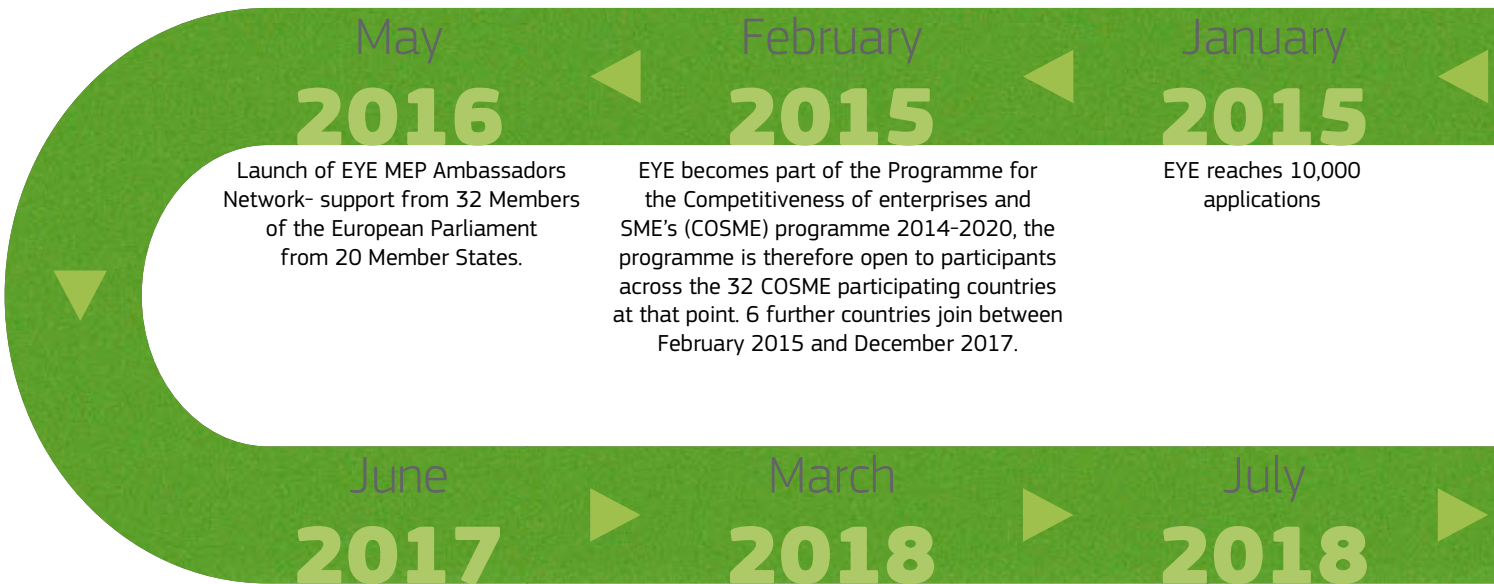 May
2016
Launch of EYE MEP Ambassadors
Network- support from 32 Members
of the European Parliament
from 20 Member States.
February
2015
EYE becomes part of the Programme for
the Competitiveness of enterprises and
SME's (COSME) programme 2014-2020, the
programme is therefore open to participants
across the 32 COSME participating countries
at that point. 6 further countries join between
February 2015 and December 2017.
January
2015
EYE reaches 10,000
applications
June
2017
March
2018
July
2018